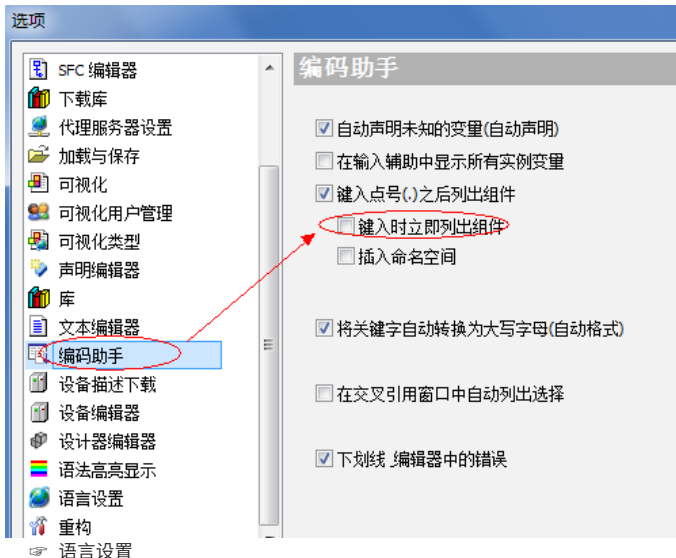 选项
SFC 编辑器
下载库
代理服务器设置
加载与保存
可视化
可视化用户管理
可视化类型
声明编辑器
库
文本编辑器
编码助手
设备描述下载
设备编辑器
设计器编辑器
语法高亮显示
语言设置
重构
☞ 语言设置
编码助手
自动声明未知的变量(自动声明)
在输入辅助中显示所有实例变量
键入点号(.)之后列出组件
键入时立即列出组件
插入命名空间
将关键字自动转换为大写字母(自动格式)
在交叉引用窗口中自动列出选择
下划线 _编辑器中的错误